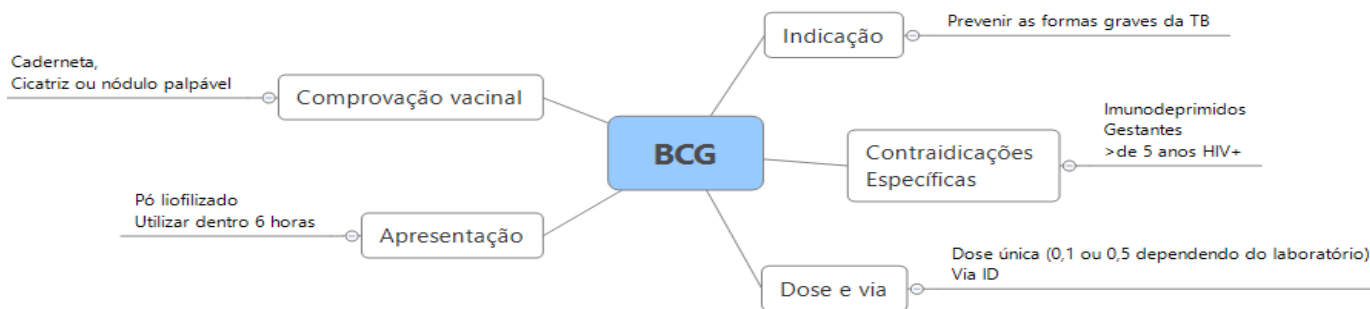 BCG
Indicação
Prevenir as formas graves da TB
Contraidicações
Específicas
Imunodeprimidos
Gestantes
>de 5 anos HIV+
Dose e via
Dose única (0,1 ou 0,5 dependendo do laboratório)
Via ID
Comprovação vacinal
Caderneta,
Cicatriz ou nódulo palpável
Apresentação
Pó liofilizado
Utilizar dentro 6 horas